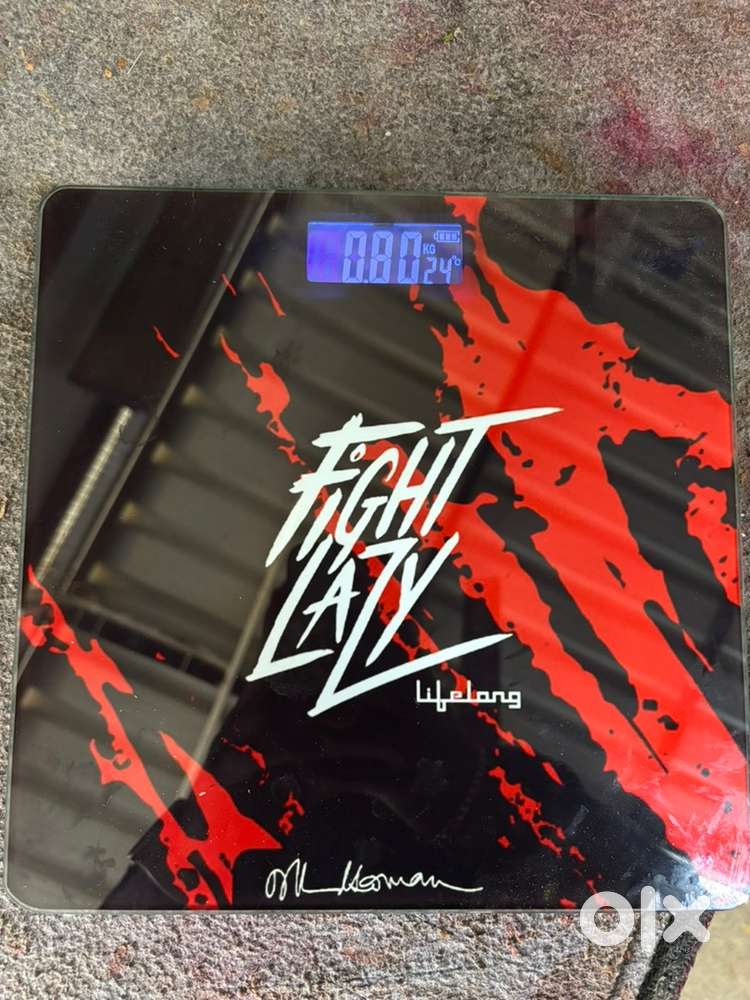 0.80 KG
24°C
FIGHT
LAZY
Lifelong
olx